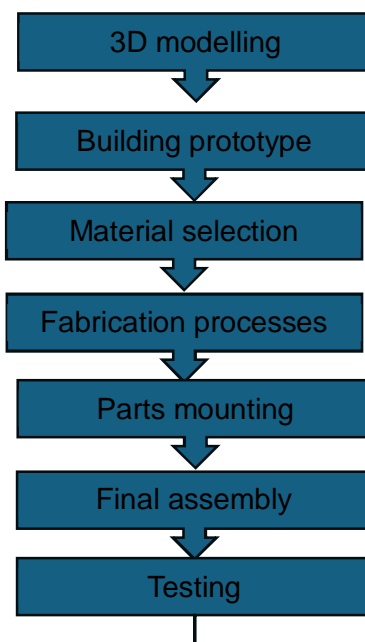 3D modelling
Building prototype
Material selection
Fabrication processes
Parts mounting
Final assembly
Testing